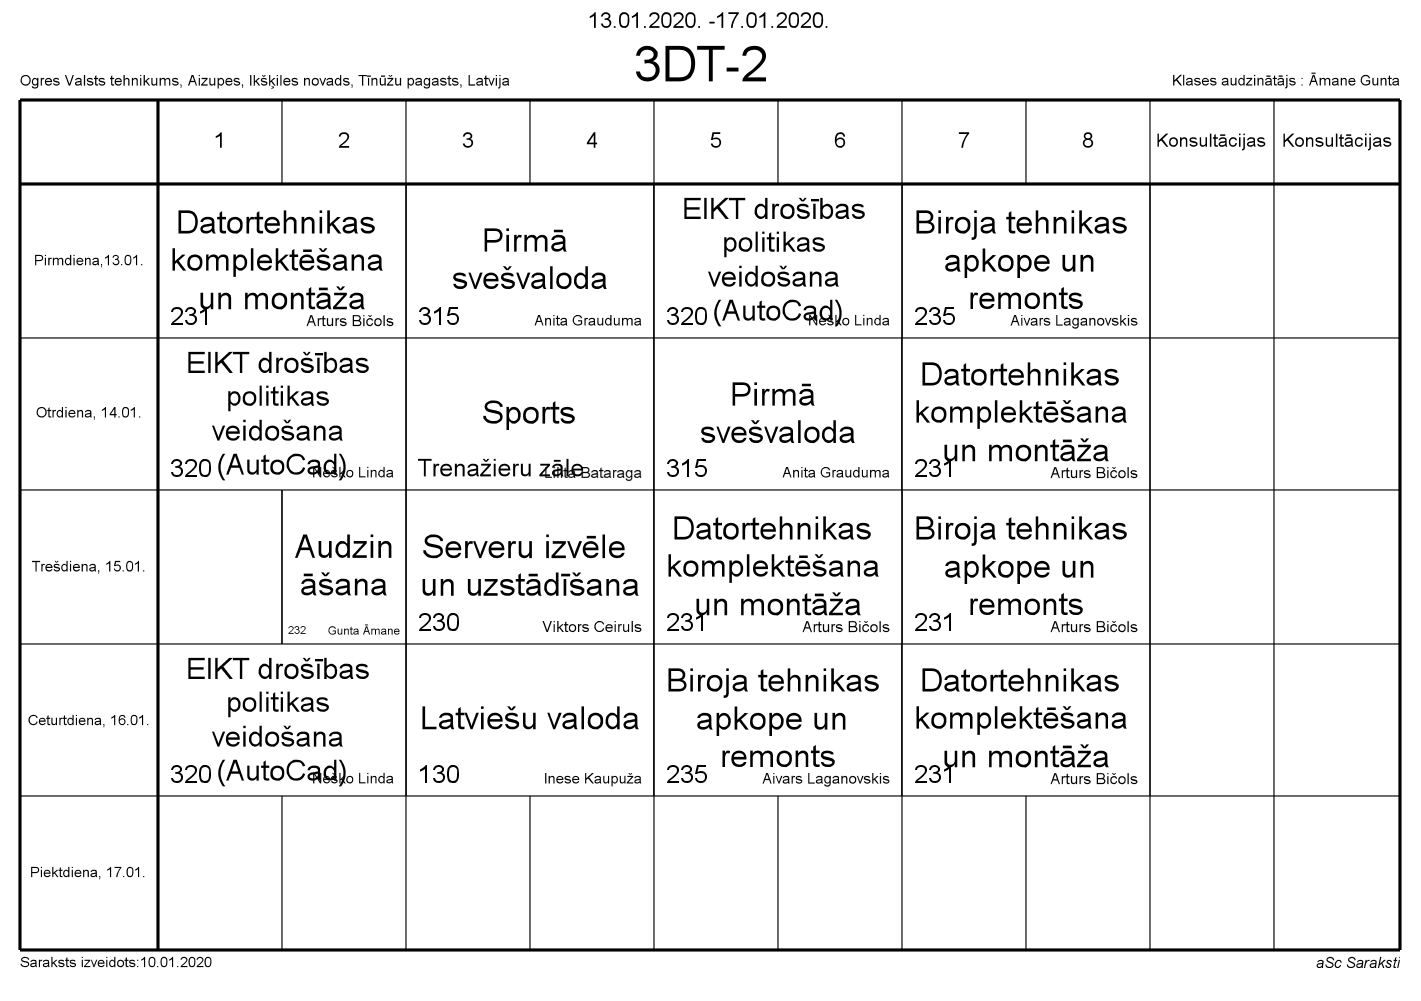 13.01.2020. -17.01.2020.
3DT-2
Ogres Valsts tehnikums, Aizupes, Ikšķiles novads, Tīnūžu pagasts, Latvija
Klases audzinātājs : Āmane Gunta
1 2 3 4 5 6 7 8 Konsultācijas Konsultācijas
Pirmdiena,13.01.
Datortehnikas
komplektēšana
un montāža
231 Arturs Bičols
Pirmā
svešvaloda
315 Anita Grauduma
EIKT drošības
politikas
veidošana
(AutoCad)
320 Neško Linda
Biroja tehnikas
apkope un
remonts
235 Aivars Laganovskis
Otrdiena, 14.01.
EIKT drošības
politikas
veidošana
(AutoCad)
320 Neško Linda
Sports
Trenažieru zāle Bataraga
Pirmā
svešvaloda
315 Anita Grauduma
Datortehnikas
komplektēšana
un montāža
231 Arturs Bičols
Trešdiena, 15.01.
Audzin
āšana
232 Gunta Āmane
Serveru izvēle
un uzstādīšana
230 Viktors Ceiruls
Datortehnikas
komplektēšana
un montāža
231 Arturs Bičols
Biroja tehnikas
apkope un
remonts
231 Arturs Bičols
Ceturtdiena, 16.01.
EIKT drošības
politikas
veidošana
(AutoCad)
320 Neško Linda
Latviešu valoda
130 Inese Kaupuža
Biroja tehnikas
apkope un
remonts
235 Aivars Laganovskis
Datortehnikas
komplektēšana
un montāža
231 Arturs Bičols
Piektdiena, 17.01.
Saraksts izveidots:10.01.2020
aSc Saraksti